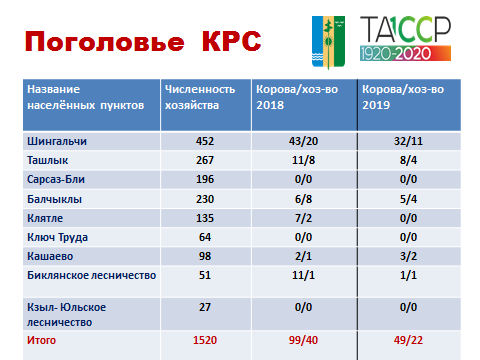 Поголовье КРС
ТАССР
1920-2020
Название населённых пунктов Численность хозяйства Корова/хоз-во 2018 Корова/хоз-во 2019
Шингальчи 452 43/20 32/11
Ташлык 267 11/8 8/4
Сарсаз-Бли 196 0/0 0/0
Балчыклы 230 6/8 5/4
Клятле 135 7/2 0/0
Ключ Труда 64 0/0 0/0
Кашаево 98 2/1 3/2
Биклянское лесничество 51 11/1 1/1
Кзыл- Юльское лесничество 27 0/0 0/0
Итого 1520 99/40 49/22